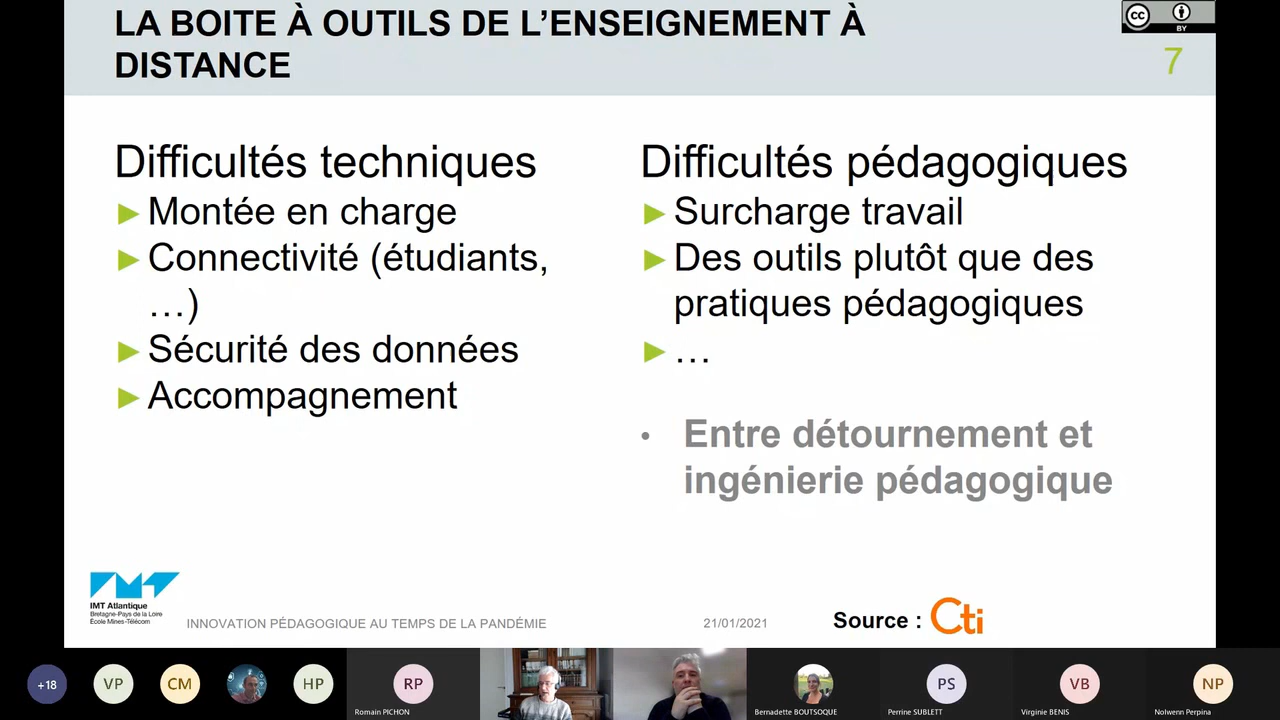 LA BOITE À OUTILS DE L’ENSEIGNEMENT À
DISTANCE
cc
BY
7
Difficultés techniques
► Montée en charge
► Connectivité (étudiants,
…)
► Sécurité des données
► Accompagnement
Difficultés pédagogiques
► Surcharge travail
► Des outils plutôt que des
pratiques pédagogiques
► …
• Entre détournement et
ingénierie pédagogique
IMT
IMT Atlantique
Bretagne-Pays de la Loire
École Mines-Télécom
INNOVATION PÉDAGOGIQUE AU TEMPS DE LA PANDÉMIE
21/01/2021
Source : Cti
+18
VP
CM
HP
RP
Romain PICHON
Bernadette BOUTSOQUE
PS
Perrine SUBLETT
VB
Virginie BENIS
NP
Nolwenn Perpina